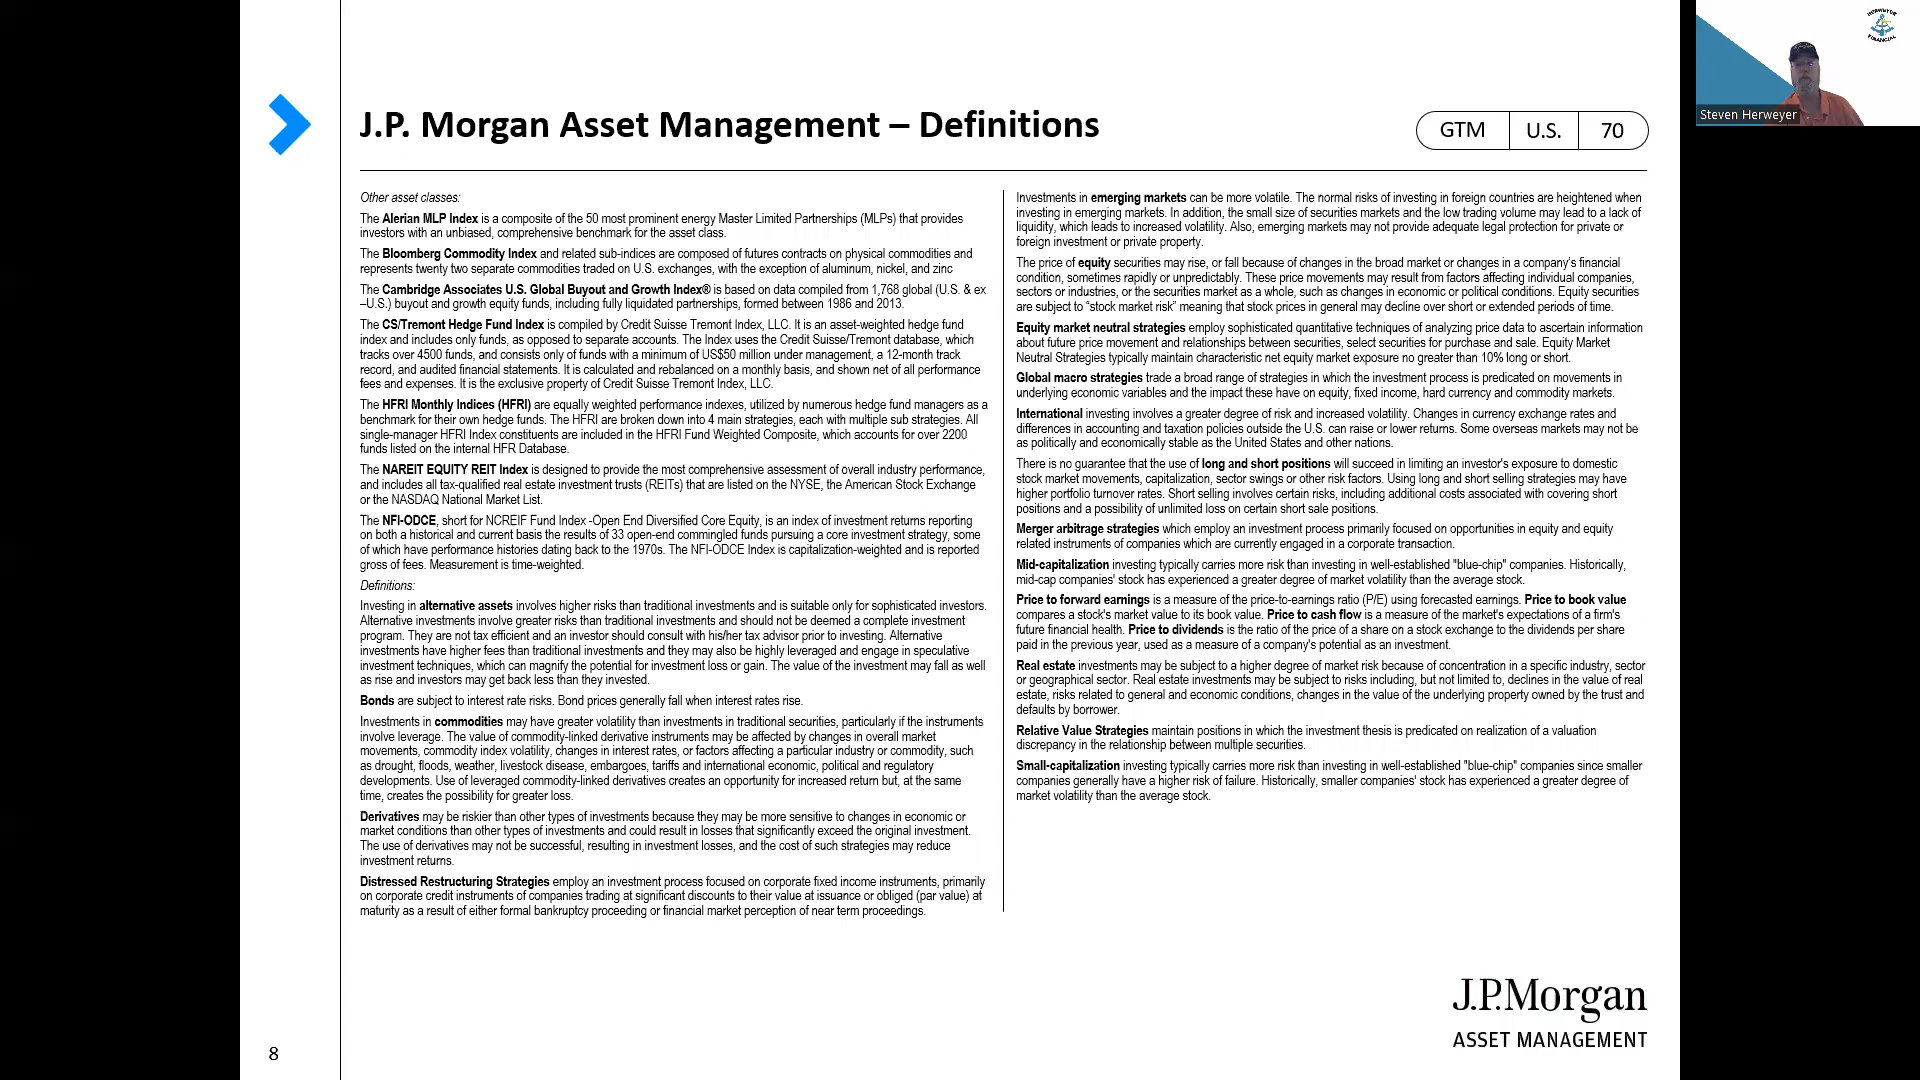 J.P. Morgan Asset Management – Definitions
GTM
U.S.
70
Other asset classes:
The Alerian MLP Index is a composite of the 50 most prominent energy Master Limited Partnerships (MLPs) that provides
investors with an unbiased, comprehensive benchmark for the asset class.
The Bloomberg Commodity Index and related sub-indices are composed of futures contracts on physical commodities and
represents twenty two separate commodities traded on U.S. exchanges, with the exception of aluminum, nickel, and zinc
The Cambridge Associates U.S. Global Buyout and Growth Index® is based on data compiled from 1,768 global (U.S. & ex
–U.S.) buyout and growth equity funds, including fully liquidated partnerships, formed between 1986 and 2013.
The CS/Tremont Hedge Fund Index is compiled by Credit Suisse Tremont Index, LLC. It is an asset-weighted hedge fund
index and includes only funds, as opposed to separate accounts. The Index uses the Credit Suisse/Tremont database, which
tracks over 4500 funds, and consists only of funds with a minimum of US$50 million under management, a 12-month track
record, and audited financial statements. It is calculated and rebalanced on a monthly basis, and shown net of all performance
fees and expenses. It is the exclusive property of Credit Suisse Tremont Index, LLC.
The HFRI Monthly Indices (HFRI) are equally weighted performance indexes, utilized by numerous hedge fund managers as a
benchmark for their own hedge funds. The HFRI are broken down into 4 main strategies, each with multiple sub strategies. All
single-manager HFRI Index constituents are included in the HFRI Fund Weighted Composite, which accounts for over 2200
funds listed on the internal HFR Database.
The NAREIT EQUITY REIT Index is designed to provide the most comprehensive assessment of overall industry performance,
and includes all tax-qualified real estate investment trusts (REITs) that are listed on the NYSE, the American Stock Exchange
or the NASDAQ National Market List.
The NFI-ODCE, short for NCREIF Fund Index -Open End Diversified Core Equity, is an index of investment returns reporting
on both a historical and current basis the results of 33 open-end commingled funds pursuing a core investment strategy, some
of which have performance histories dating back to the 1970s. The NFI-ODCE Index is capitalization-weighted and is reported
gross of fees. Measurement is time-weighted.
Definitions:
Investing in alternative assets involves higher risks than traditional investments and is suitable only for sophisticated investors.
Alternative investments involve greater risks than traditional investments and should not be deemed a complete investment
program. They are not tax efficient and an investor should consult with his/her tax advisor prior to investing. Alternative
investments have higher fees than traditional investments and they may also be highly leveraged and engage in speculative
investment techniques, which can magnify the potential for investment loss or gain. The value of the investment may fall as well
as rise and investors may get back less than they invested.
Bonds are subject to interest rate risks. Bond prices generally fall when interest rates rise.
Investments in commodities may have greater volatility than investments in traditional securities, particularly if the instruments
involve leverage. The value of commodity-linked derivative instruments may be affected by changes in overall market
movements, commodity index volatility, changes in interest rates, or factors affecting a particular industry or commodity, such
as drought, floods, weather, livestock disease, embargoes, tariffs and international economic, political and regulatory
developments. Use of leveraged commodity-linked derivatives creates an opportunity for increased return but, at the same
time, creates the possibility for greater loss.
Derivatives may be riskier than other types of investments because they may be more sensitive to changes in economic or
market conditions than other types of investments and could result in losses that significantly exceed the original investment.
The use of derivatives may not be successful, resulting in investment losses, and the cost of such strategies may reduce
investment returns.
Distressed Restructuring Strategies employ an investment process focused on corporate fixed income instruments, primarily
on corporate credit instruments of companies trading at significant discounts to their value at issuance or obliged (par value) at
maturity as a result of either formal bankruptcy proceeding or financial market perception of near term proceedings.
Investments in emerging markets can be more volatile. The normal risks of investing in foreign countries are heightened when
investing in emerging markets. In addition, the small size of securities markets and the low trading volume may lead to a lack of
liquidity, which leads to increased volatility. Also, emerging markets may not provide adequate legal protection for private or
foreign investment or private property.
The price of equity securities may rise, or fall because of changes in the broad market or changes in a company's financial
condition, sometimes rapidly or unpredictably. These price movements may result from factors affecting individual companies,
sectors or industries, or the securities market as a whole, such as changes in economic or political conditions. Equity securities
are subject to “stock market risk” meaning that stock prices in general may decline over short or extended periods of time.
Equity market neutral strategies employ sophisticated quantitative techniques of analyzing price data to ascertain information
about future price movement and relationships between securities, select securities for purchase and sale. Equity Market
Neutral Strategies typically maintain characteristic net equity market exposure no greater than 10% long or short.
Global macro strategies trade a broad range of strategies in which the investment process is predicated on movements in
underlying economic variables and the impact these have on equity, fixed income, hard currency and commodity markets.
International investing involves a greater degree of risk and increased volatility. Changes in currency exchange rates and
differences in accounting and taxation policies outside the U.S. can raise or lower returns. Some overseas markets may not be
as politically and economically stable as the United States and other nations.
There is no guarantee that the use of long and short positions will succeed in limiting an investor's exposure to domestic
stock market movements, capitalization, sector swings or other risk factors. Using long and short selling strategies may have
higher portfolio turnover rates. Short selling involves certain risks, including additional costs associated with covering short
positions and a possibility of unlimited loss on certain short sale positions.
Merger arbitrage strategies which employ an investment process primarily focused on opportunities in equity and equity
related instruments of companies which are currently engaged in a corporate transaction.
Mid-capitalization investing typically carries more risk than investing in well-established "blue-chip" companies. Historically,
mid-cap companies' stock has experienced a greater degree of market volatility than the average stock.
Price to forward earnings is a measure of the price-to-earnings ratio (P/E) using forecasted earnings. Price to book value
compares a stock's market value to its book value. Price to cash flow is a measure of the market's expectations of a firm's
future financial health. Price to dividends is the ratio of the price of a share on a stock exchange to the dividends per share
paid in the previous year, used as a measure of a company's potential as an investment.
Real estate investments may be subject to a higher degree of market risk because of concentration in a specific industry, sector
or geographical sector. Real estate investments may be subject to risks including, but not limited to, declines in the value of real
estate, risks related to general and economic conditions, changes in the value of the underlying property owned by the trust and
defaults by borrower.
Relative Value Strategies maintain positions in which the investment thesis is predicated on realization of a valuation
discrepancy in the relationship between multiple securities.
Small-capitalization investing typically carries more risk than investing in well-established "blue-chip" companies since smaller
companies generally have a higher risk of failure. Historically, smaller companies' stock has experienced a greater degree of
market volatility than the average stock.
J.P.Morgan
ASSET MANAGEMENT
8
HERWEYER
FINANCIAL
Steven Herweyer